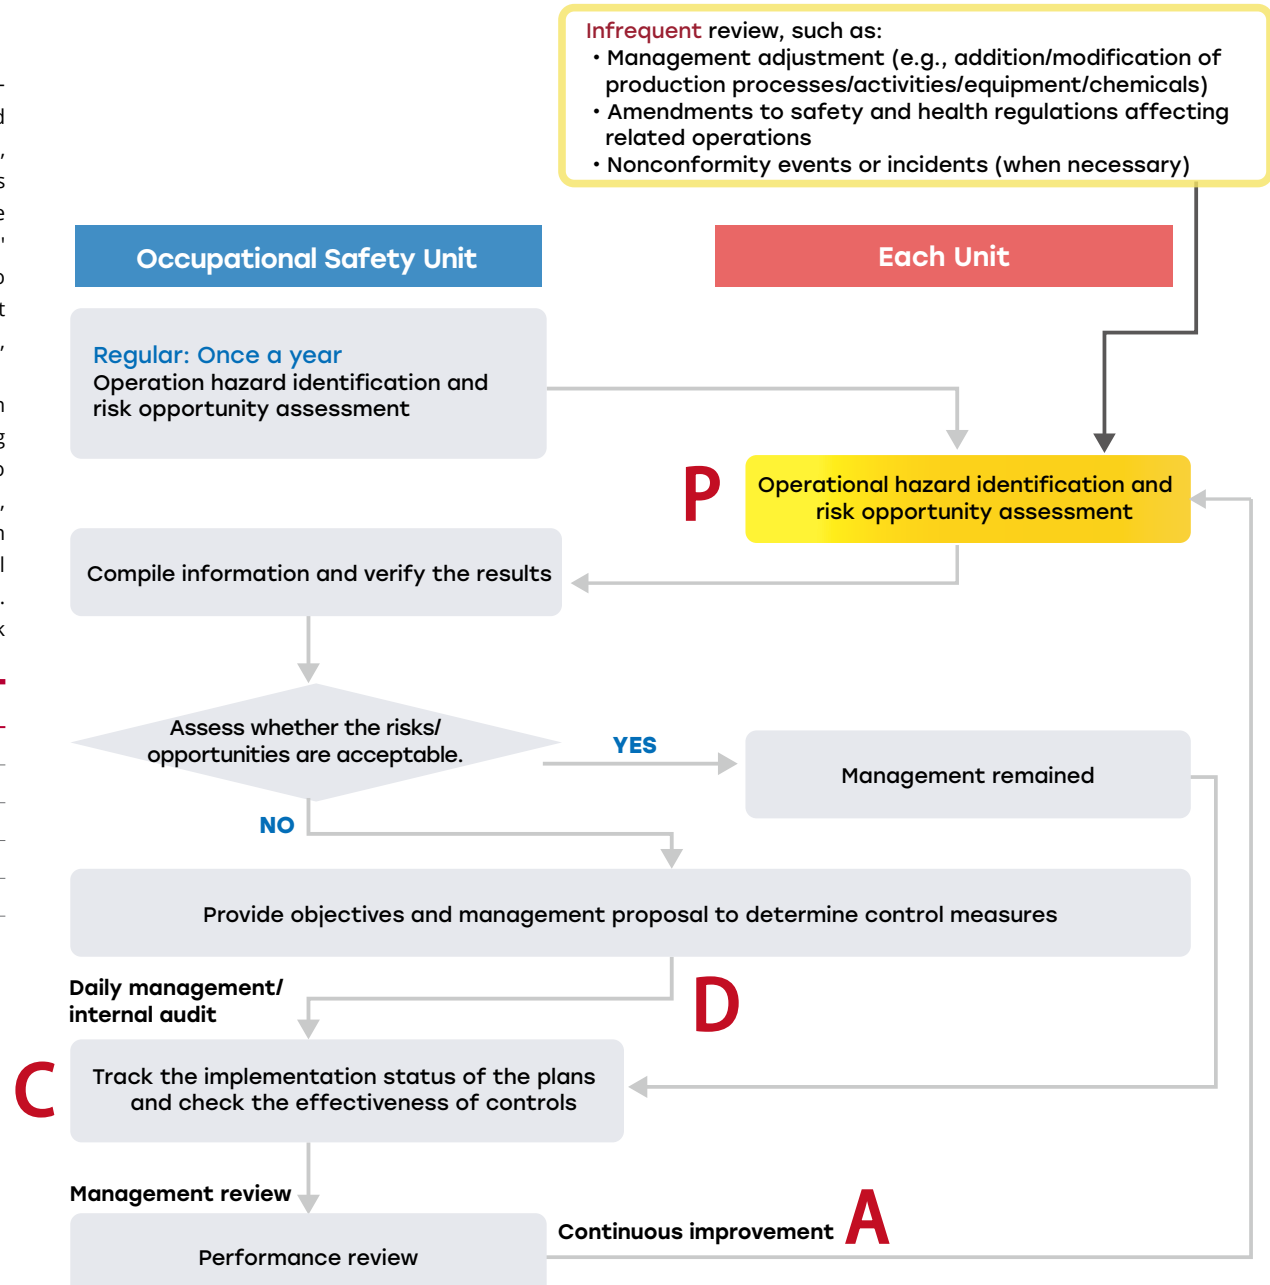 Infrequent review, such as:
• Management adjustment (e.g., addition/modification of
production processes/activities/equipment/chemicals)
• Amendments to safety and health regulations affecting
related operations
• Nonconformity events or incidents (when necessary)
Occupational Safety Unit
Each Unit
Regular: Once a year
Operation hazard identification and
risk opportunity assessment
P
Operational hazard identification and
risk opportunity assessment
Compile information and verify the results
Assess whether the risks/
opportunities are acceptable.
YES
Management remained
NO
Provide objectives and management proposal to determine control measures
Daily management/
internal audit
D
C
Track the implementation status of the plans
and check the effectiveness of controls
Management review
Continuous improvement A
Performance review